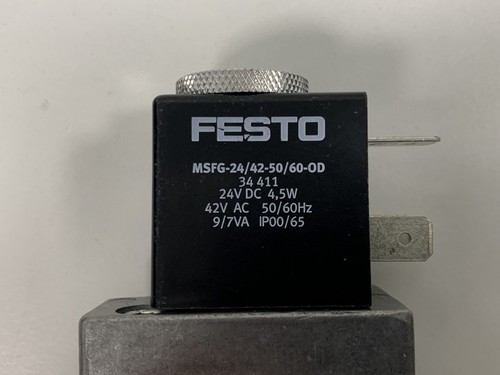 FESTO
MSFG-24/42-50/60-OD
34 411
24V DC 4,5W
42V AC 50/60Hz
9/7VA IP00/65